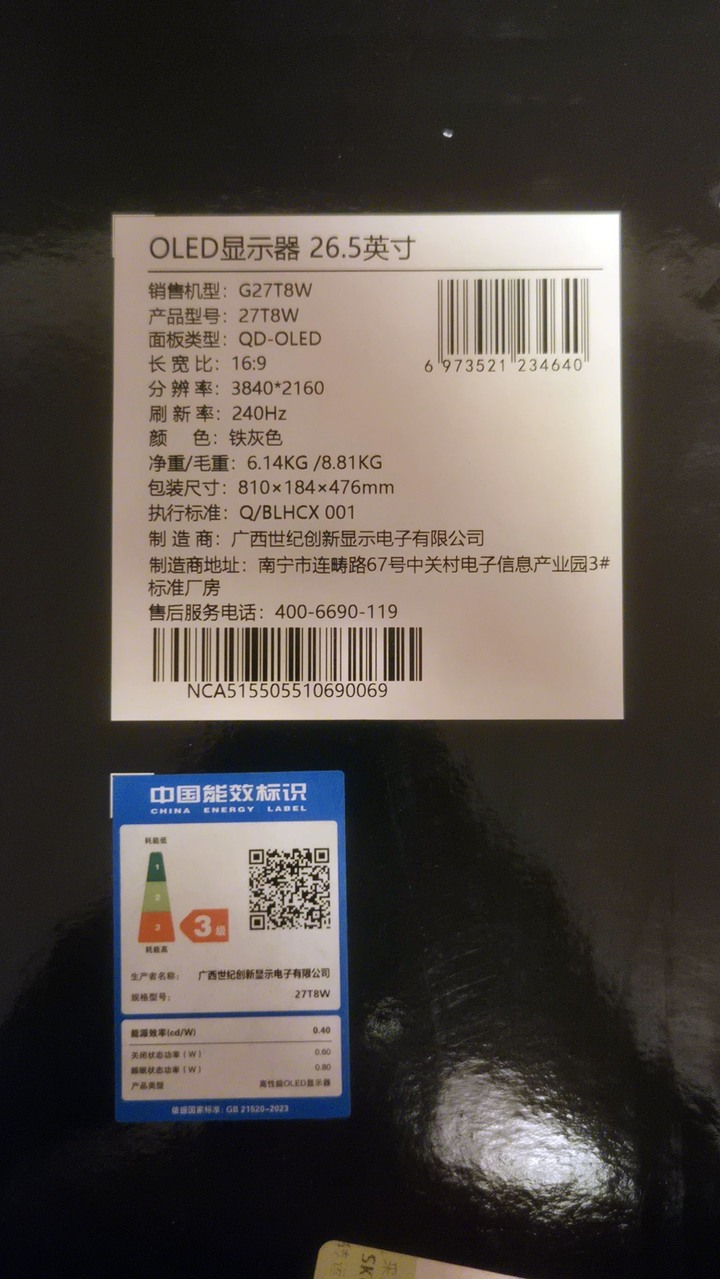 OLED显示器 26.5英寸
销售机型：G27T8W
产品型号：27T8W
面板类型：QD-OLED
长 宽 比：16:9
分 辨 率：3840*2160
刷 新 率：240Hz
颜 色：铁灰色
净重/毛重：6.14KG /8.81KG
包装尺寸：810×184×476mm
执行标准：Q/BLHCX 001
制 造 商：广西世纪创新显示电子有限公司
制造商地址：南宁市连畴路67号中关村电子信息产业园3#
标准厂房
售后服务电话：400-6690-119
6 973521 234640
NCA515505510690069
中国能效标识
CHINA ENERGY LABEL
耗能低
1
2
3
3级
耗能高
生产者名称： 广西世纪创新显示电子有限公司
规格型号： 27T8W
能源效率(cd/W) 0.40
关闭状态功率（W） 0.60
睡眠状态功率（W） 0.80
产品类型 高性能OLED显示器
依据国家标准：GB 21520-2023
SK